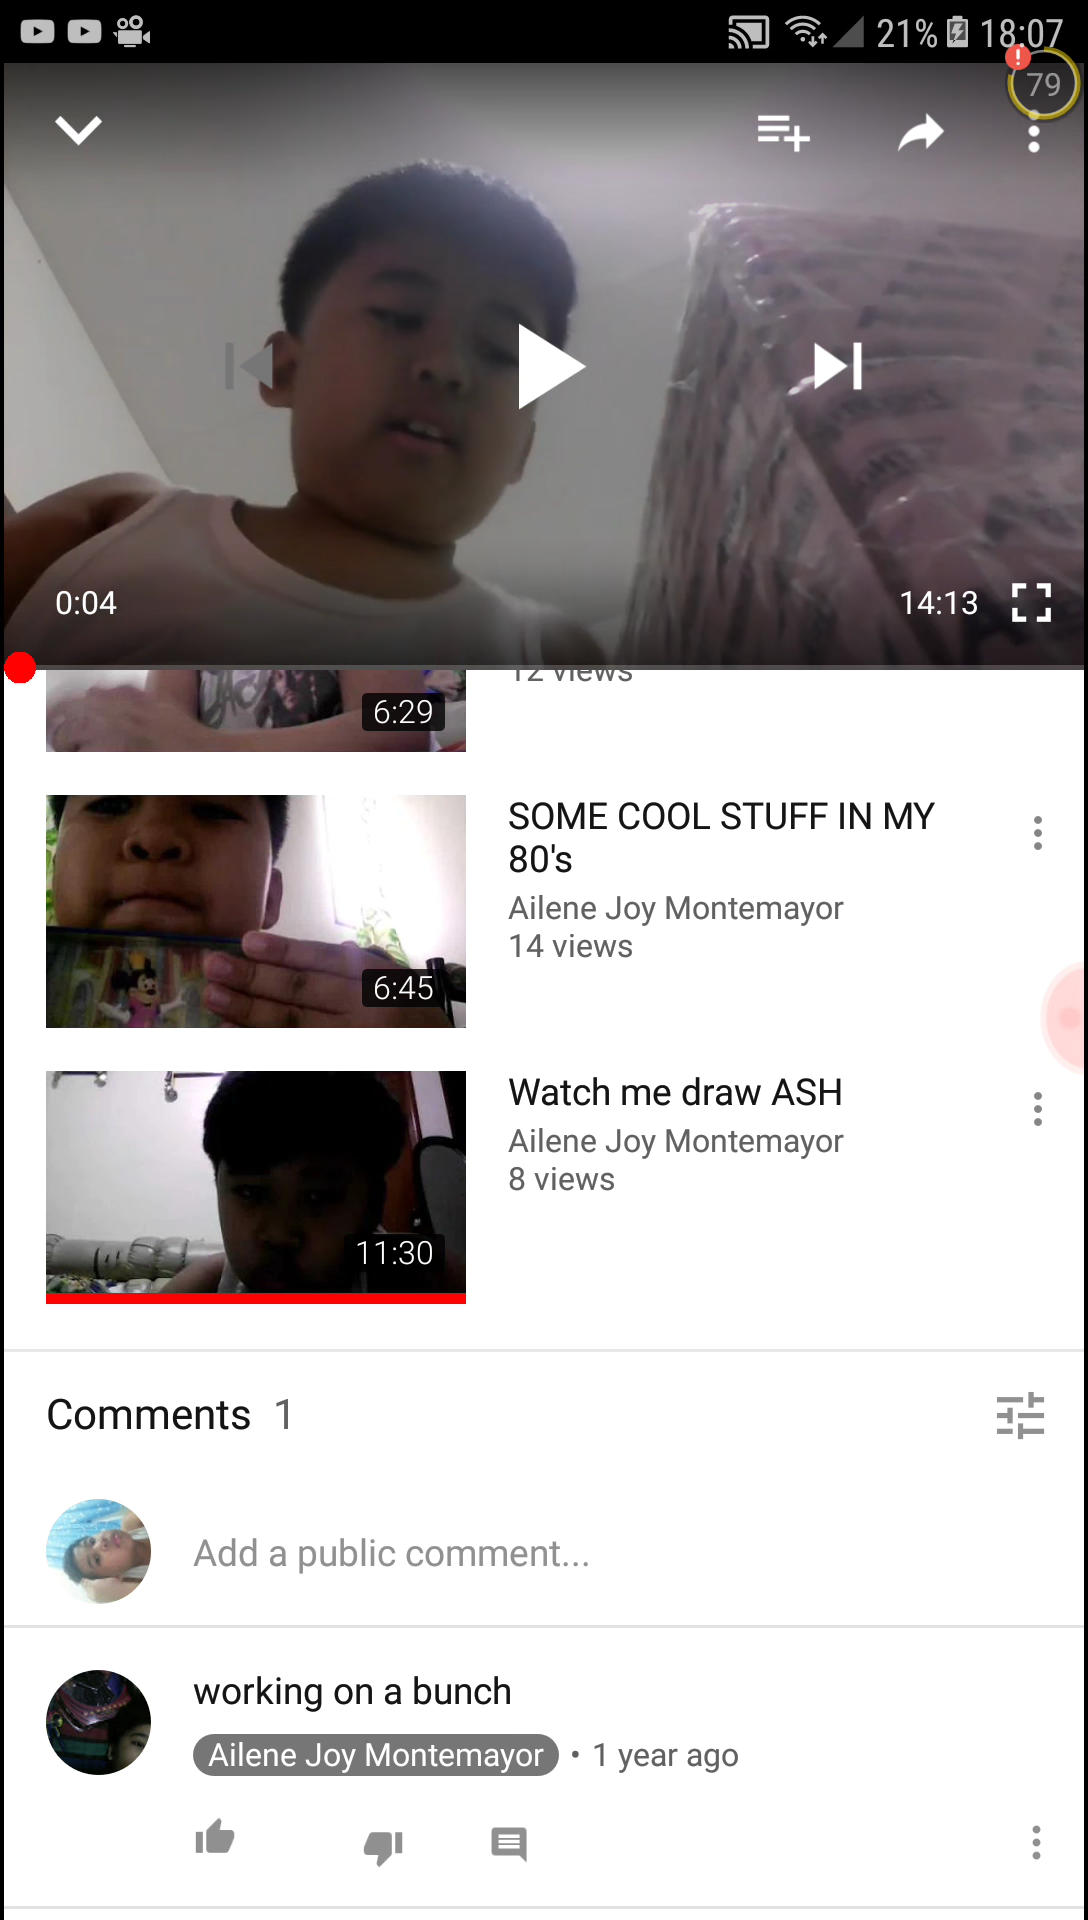 21% 18:07
79
0:04
14:13
12 views
6:29
SOME COOL STUFF IN MY
80's
Ailene Joy Montemayor
14 views
6:45
Watch me draw ASH
Ailene Joy Montemayor
8 views
11:30
Comments 1
Add a public comment...
working on a bunch
Ailene Joy Montemayor • 1 year ago